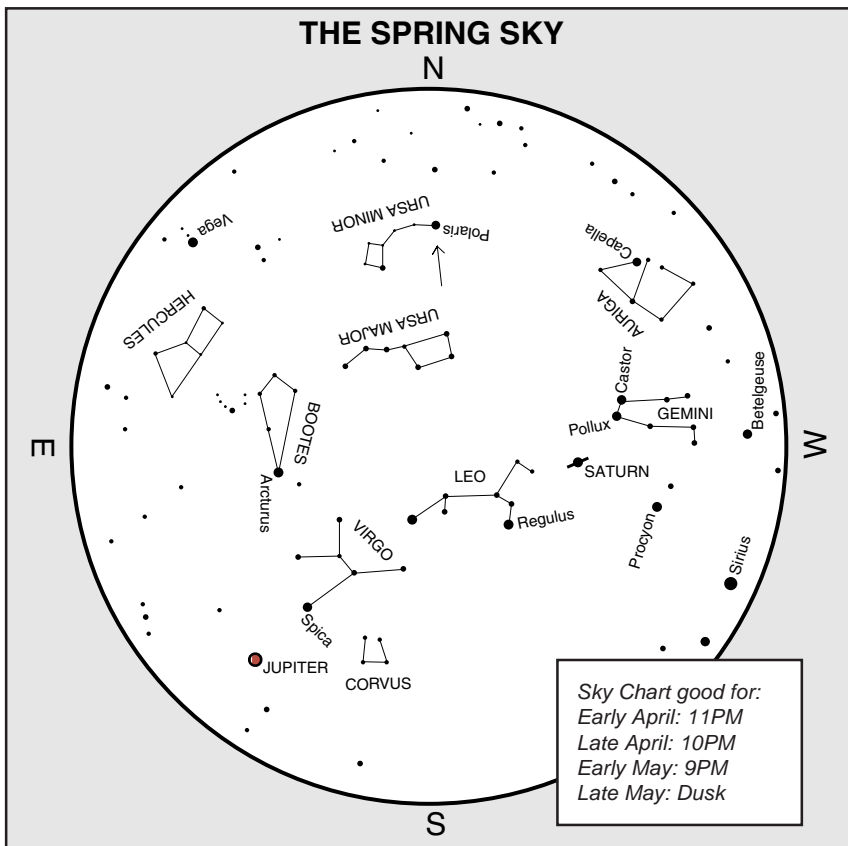 THE SPRING SKY
N
Vega
URSA MINOR
Polaris
Capella
HERCULES
URSA MAJOR
AURIGA
Castor
Betelgeuse
GEMINI
Pollux
BOOTES
E
W
LEO
SATURN
Arcturus
Regulus
VIRGO
Procyon
Sirius
Spica
JUPITER
CORVUS
Sky Chart good for:
Early April: 11PM
Late April: 10PM
Early May: 9PM
Late May: Dusk
S